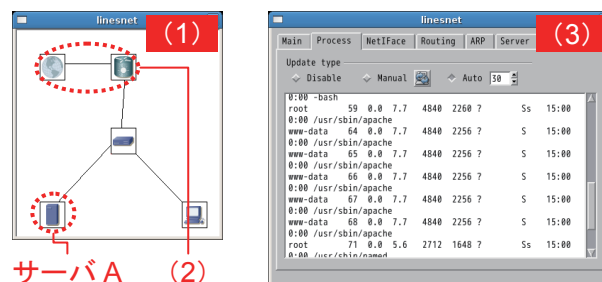 linesnet
(1)
サーバ A
(2)
linesnet
(3)
Main Process NetIFace Routing ARP Server
Update type
Disable Manual Auto 30
0:00 -bash
root 59 0.0 7.7 4840 2260 ? Ss 15:00
0:00 /usr/sbin/apache
www-data 64 0.0 7.7 4840 2256 ? S 15:00
0:00 /usr/sbin/apache
www-data 65 0.0 7.7 4840 2256 ? S 15:00
0:00 /usr/sbin/apache
www-data 66 0.0 7.7 4840 2256 ? S 15:00
0:00 /usr/sbin/apache
www-data 67 0.0 7.7 4840 2256 ? S 15:00
0:00 /usr/sbin/apache
www-data 68 0.0 7.7 4840 2256 ? S 15:00
0:00 /usr/sbin/apache
root 71 0.0 5.6 2712 1648 ? Ss 15:00
0:00 /usr/sbin/named